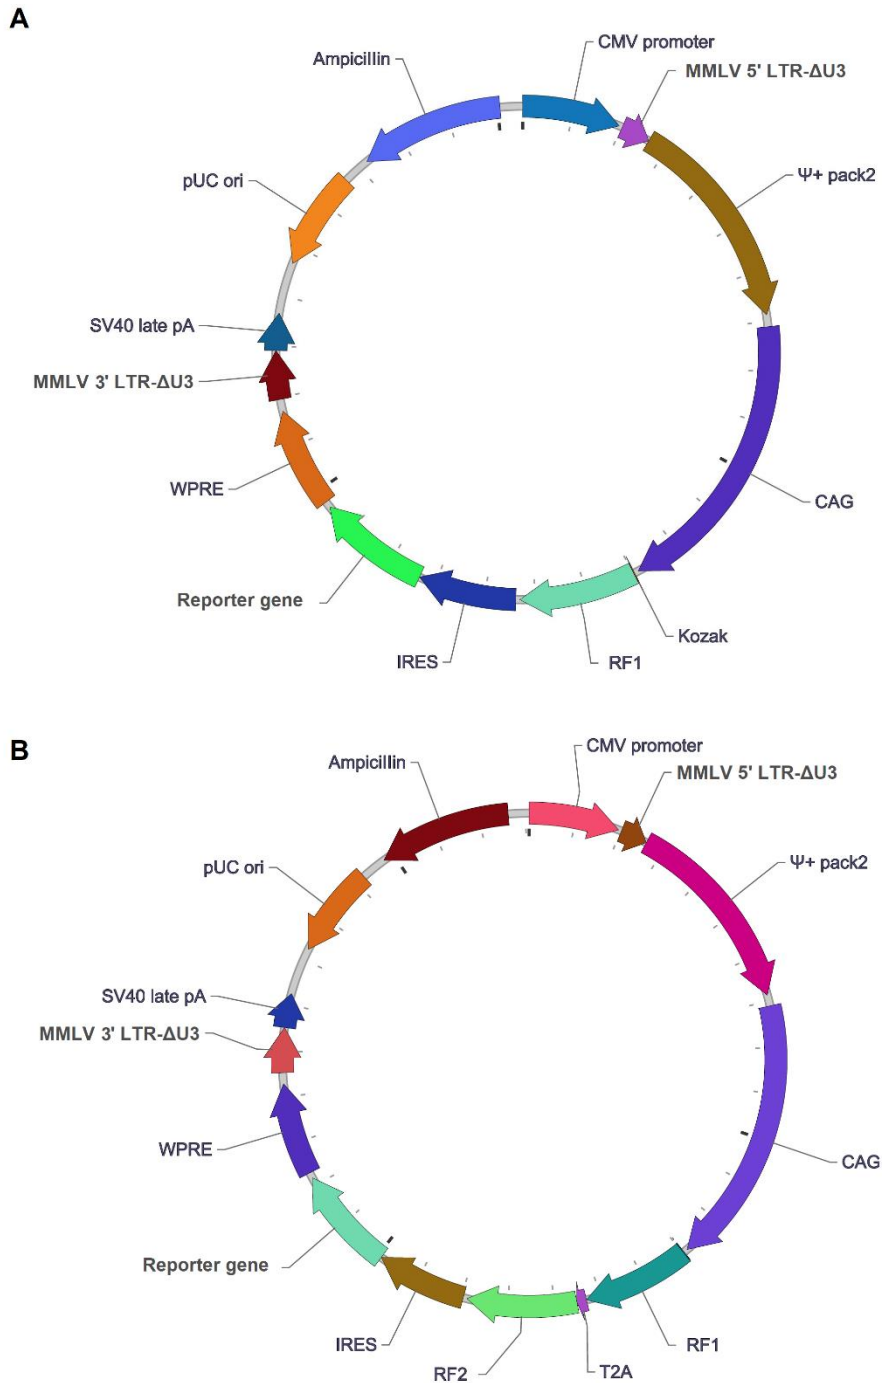 A
CMV promoter
Ampicillin
MMLV 5' LTR-ΔU3
pUC ori
Ψ+ pack2
SV40 late pA
MMLV 3' LTR-ΔU3
WPRE
CAG
Reporter gene
Kozak
IRES
RF1
B
CMV promoter
Ampicillin
MMLV 5' LTR-ΔU3
pUC ori
Ψ+ pack2
SV40 late pA
MMLV 3' LTR-ΔU3
WPRE
CAG
Reporter gene
IRES
RF1
RF2
T2A